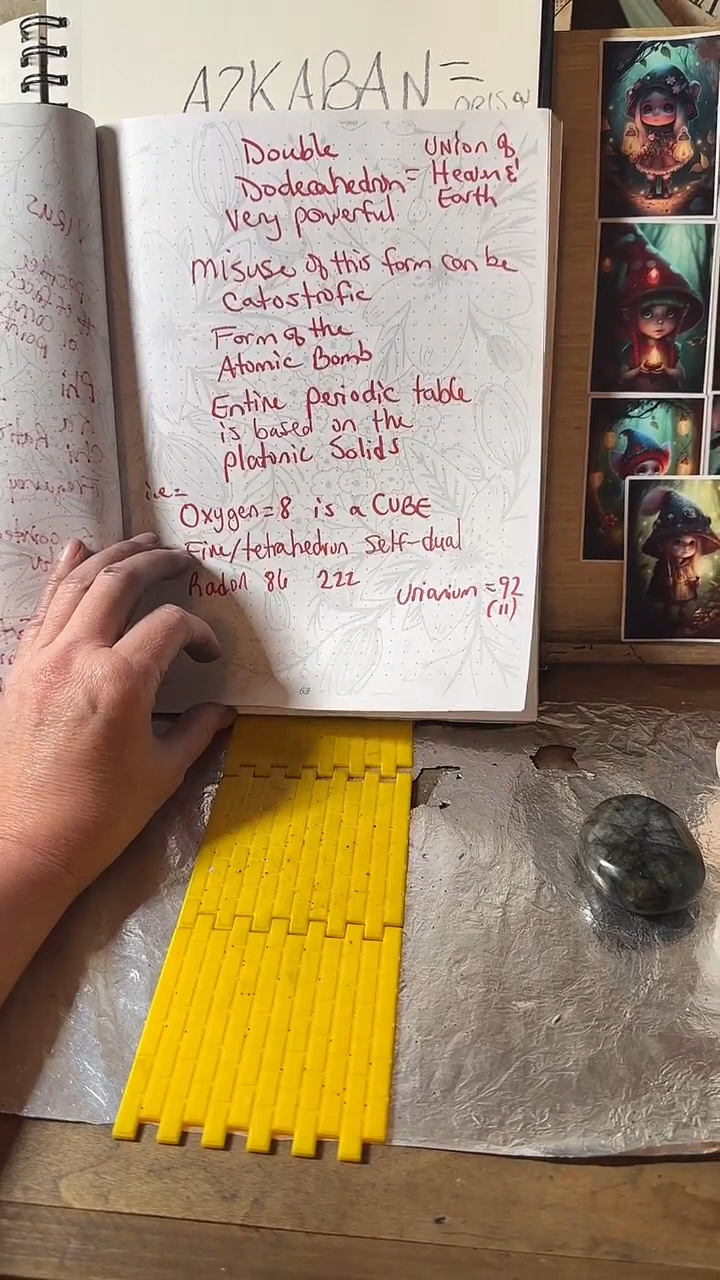 AZKABAN =
Double
Dodecahedron = Union of Heaven &' Earth
Very powerful
Misuse of this form can be
catostrofic
Form of the
Atomic Bomb
Entire periodic table
is based on the
platonic Solids
i.e=
Oxygen=8 is a CUBE
Fire/tetrahedron self-dual
Radon 86 222
Urianium =92
(11)
63